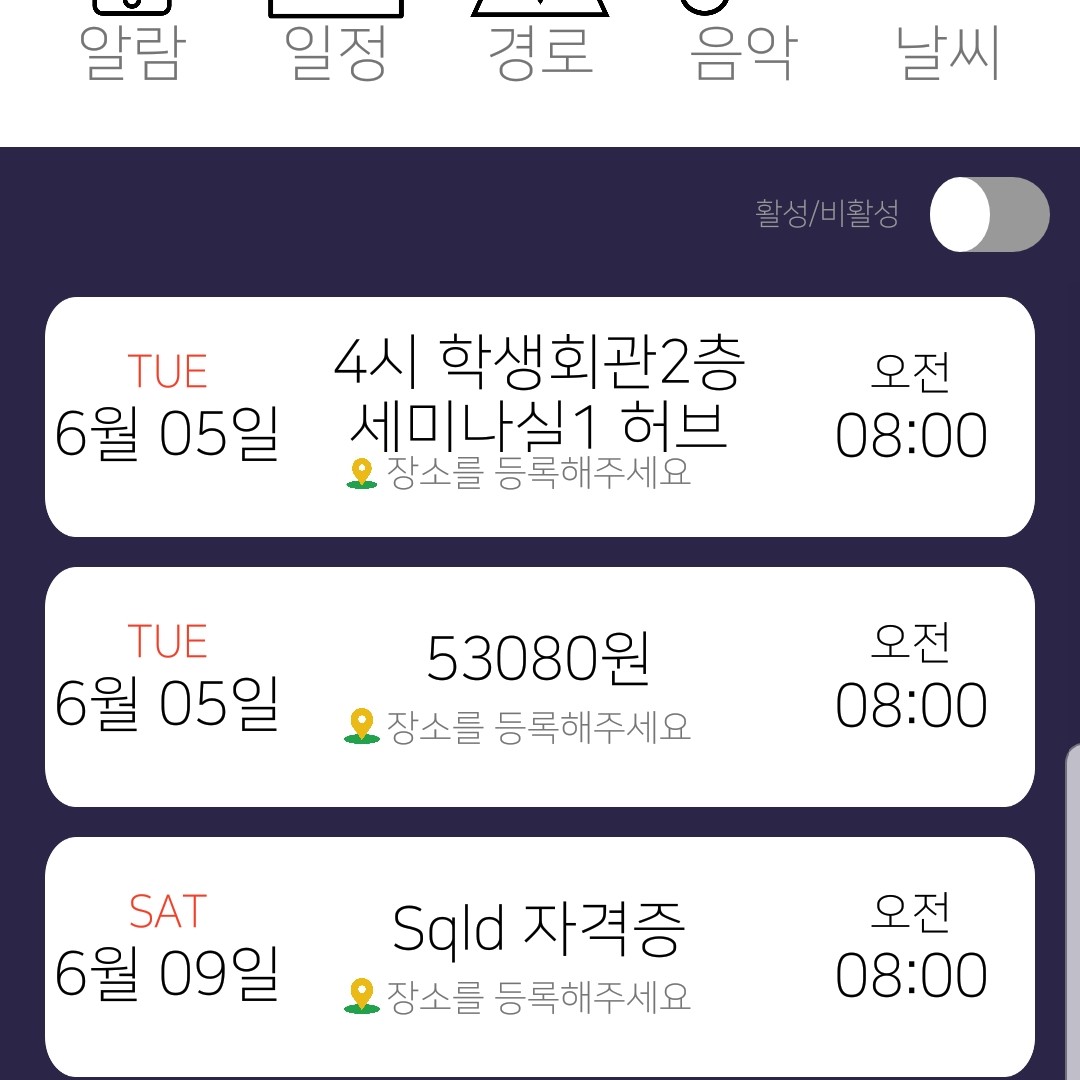 알람 일정 경로 음악 날씨
활성/비활성
TUE
6월 05일
4시 학생회관2층
세미나실1 허브
장소를 등록해주세요
오전
08:00
TUE
6월 05일
53080원
장소를 등록해주세요
오전
08:00
SAT
6월 09일
Sqld 자격증
장소를 등록해주세요
오전
08:00